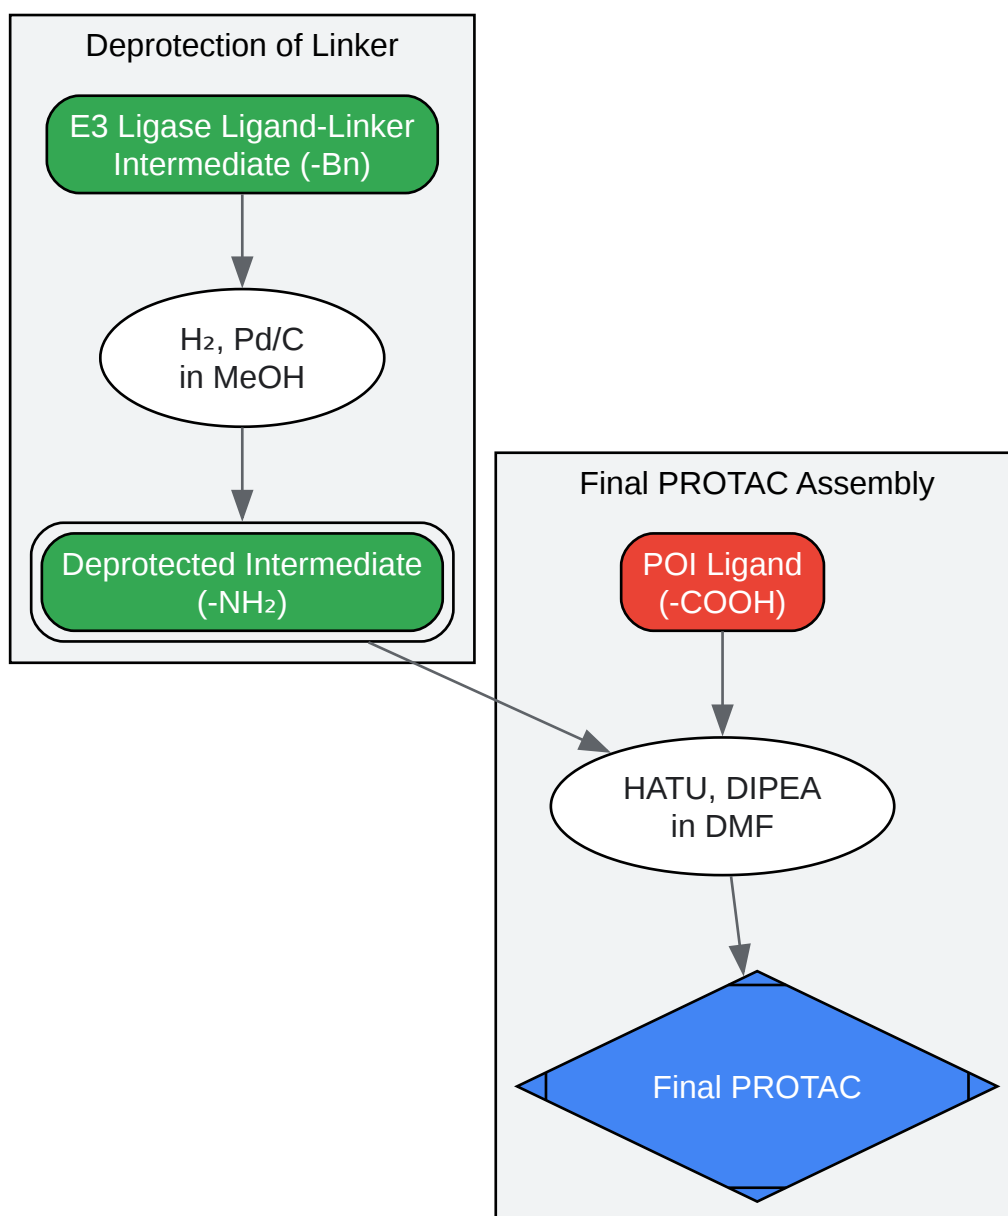 Deprotection of Linker
E3 Ligase Ligand-Linker
Intermediate (-Bn)
H₂, Pd/C
in MeOH
Deprotected Intermediate
(-NH₂)
Final PROTAC Assembly
POI Ligand
(-COOH)
HATU, DIPEA
in DMF
Final PROTAC